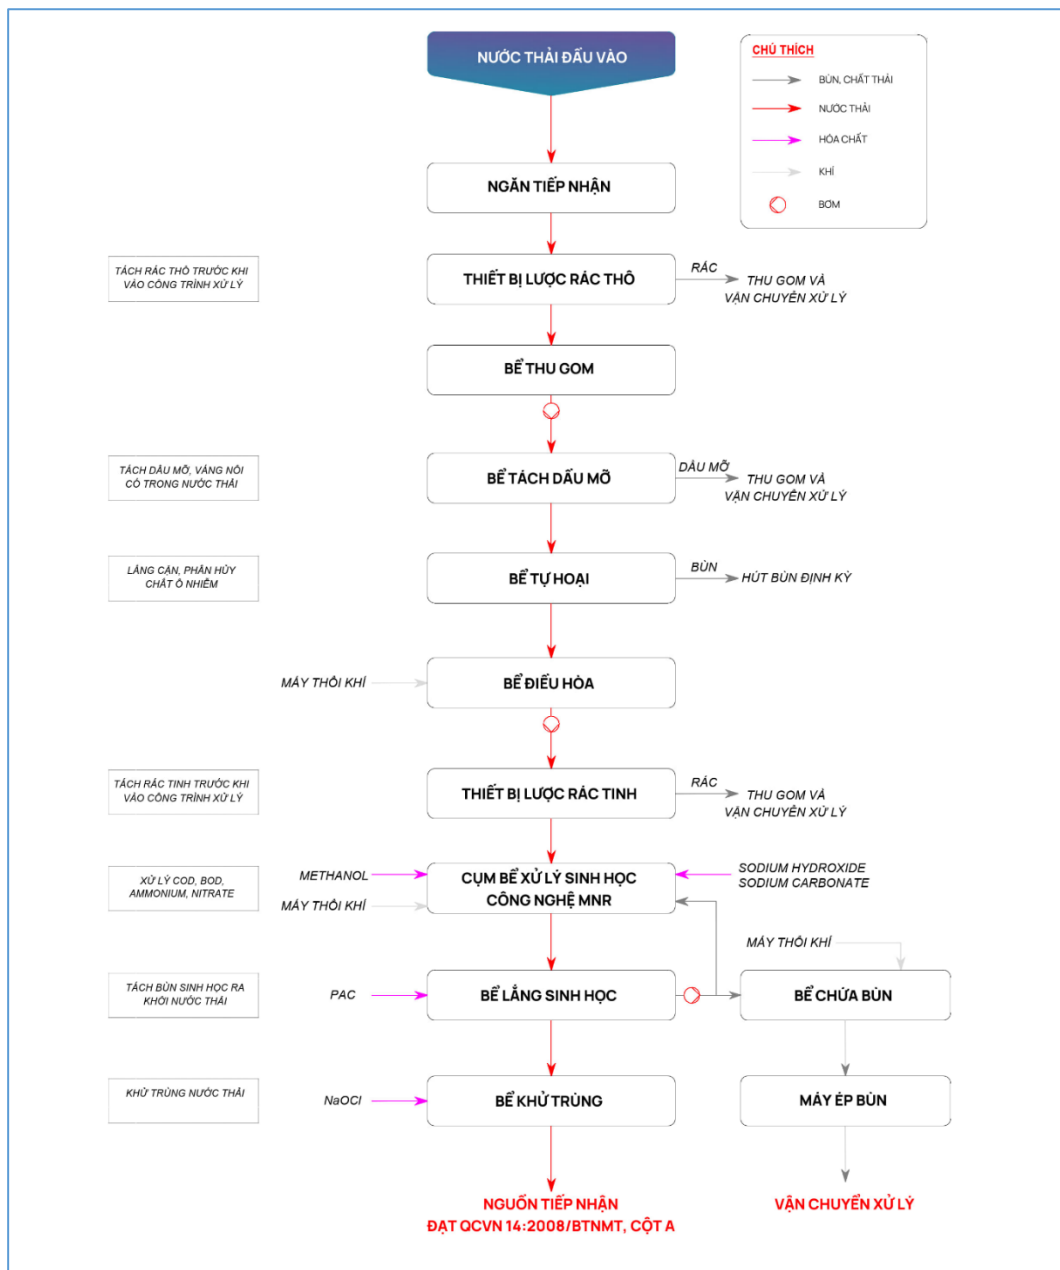 NƯỚC THẢI ĐẦU VÀO
CHÚ THÍCH
BÙN, CHẤT THẢI
NƯỚC THẢI
HÓA CHẤT
KHÍ
BƠM
NGĂN TIẾP NHẬN
TÁCH RÁC THÔ TRƯỚC KHI
VÀO CÔNG TRÌNH XỬ LÝ
THIẾT BỊ LƯỢC RÁC THÔ
RÁC
THU GOM VÀ
VẬN CHUYỂN XỬ LÝ
BỂ THU GOM
TÁCH DẦU MỠ, VÁNG NỔI
CÓ TRONG NƯỚC THẢI
BỂ TÁCH DẦU MỠ
DẦU MỠ
THU GOM VÀ
VẬN CHUYỂN XỬ LÝ
LẮNG CẶN, PHÂN HỦY
CHẤT Ô NHIỄM
BỂ TỰ HOẠI
BÙN
HÚT BÙN ĐỊNH KỲ
MÁY THỔI KHÍ
BỂ ĐIỀU HÒA
TÁCH RÁC TINH TRƯỚC KHI
VÀO CÔNG TRÌNH XỬ LÝ
THIẾT BỊ LƯỢC RÁC TINH
RÁC
THU GOM VÀ
VẬN CHUYỂN XỬ LÝ
XỬ LÝ COD, BOD,
AMMONIUM, NITRATE
METHANOL
MÁY THỔI KHÍ
CỤM BỂ XỬ LÝ SINH HỌC
CÔNG NGHỆ MNR
SODIUM HYDROXIDE
SODIUM CARBONATE
MÁY THỔI KHÍ
TÁCH BÙN SINH HỌC RA
KHỎI NƯỚC THẢI
PAC
BỂ LẮNG SINH HỌC
BỂ CHỨA BÙN
KHỬ TRÙNG NƯỚC THẢI
NaOCl
BỂ KHỬ TRÙNG
MÁY ÉP BÙN
NGUỒN TIẾP NHẬN
ĐẠT QCVN 14:2008/BTNMT, CỘT A
VẬN CHUYỂN XỬ LÝ